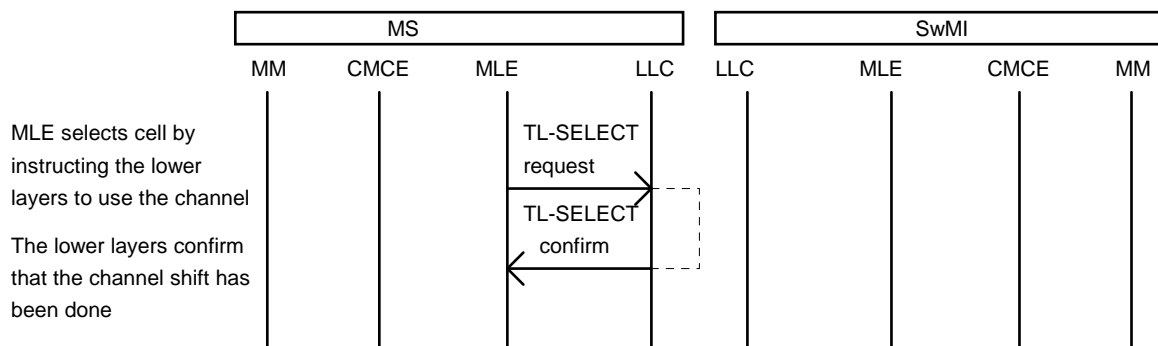 MS
SwMI
MM
CMCE
MLE
LLC
LLC
MLE
CMCE
MM
MLE selects cell by
instructing the lower
layers to use the channel
TL-SELECT
request
TL-SELECT
confirm
The lower layers confirm
that the channel shift has
been done